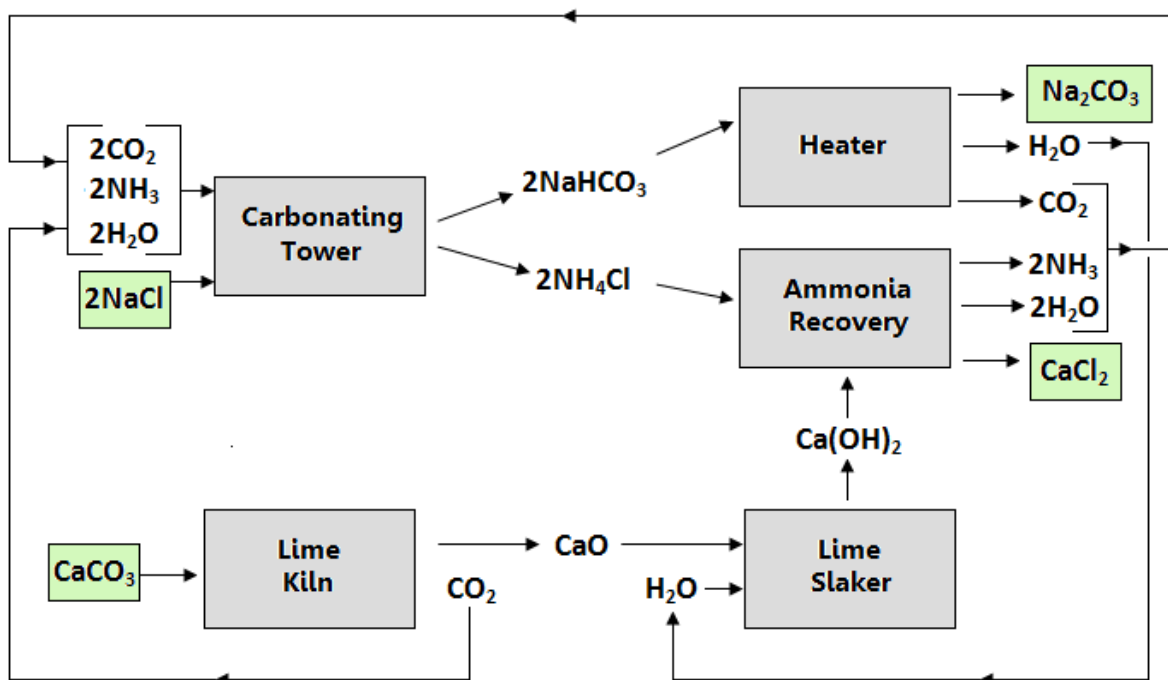 2CO₂
2NH₃
2H₂O
2NaCl
Carbonating
Tower
2NaHCO₃
2NH₄Cl
Heater
Na₂CO₃
H₂O
CO₂
Ammonia
Recovery
2NH₃
2H₂O
CaCl₂
Ca(OH)₂
CaCO₃
Lime
Kiln
CaO
CO₂
H₂O
Lime
Slaker